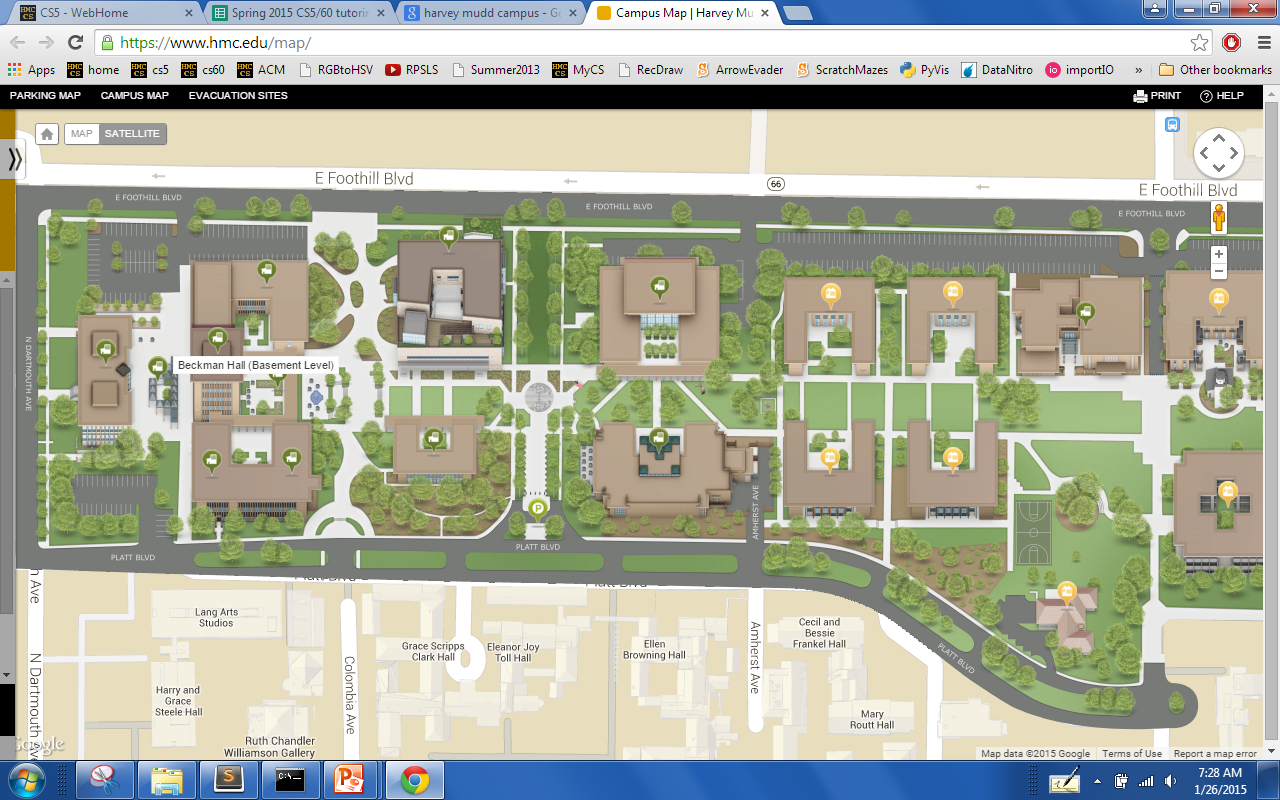 CS5 - WebHome
Spring 2015 CS5/60 tutorin
harvey mudd campus - Go
Campus Map | Harvey Mu
https://www.hmc.edu/map/
Apps
home
cs5
cs60
ACM
RGBtoHSV
RPSLS
Summer2013
MyCS
RecDraw
ArrowEvader
ScratchMazes
PyVis
DataNitro
importIO
»
Other bookmarks
PARKING MAP
CAMPUS MAP
EVACUATION SITES
PRINT
HELP
MAP
SATELLITE
E Foothill Blvd
66
E Foothill Blvd
E FOOTHILL BLVD
E FOOTHILL BLVD
E FOOTHILL BLVD
N DARTMOUTH AVE
Beckman Hall (Basement Level)
P
AMHERST AVE
PLATT BLVD
PLATT BLVD
PLATT BLVD
Platt Blvd
Platt Blvd
N Dartmouth Ave
Lang Arts
Studios
Grace Scripps
Clark Hall
Eleanor Joy
Toll Hall
Ellen
Browning Hall
Cecil and
Bessie
Frankel Hall
Colombia Ave
Amherst Ave
Harry and
Grace
Steele Hall
Mary
Routt Hall
Ruth Chandler
Williamson Gallery
Google
Map data ©2015 Google
Terms of Use
Report a map error
7:28 AM
1/26/2015